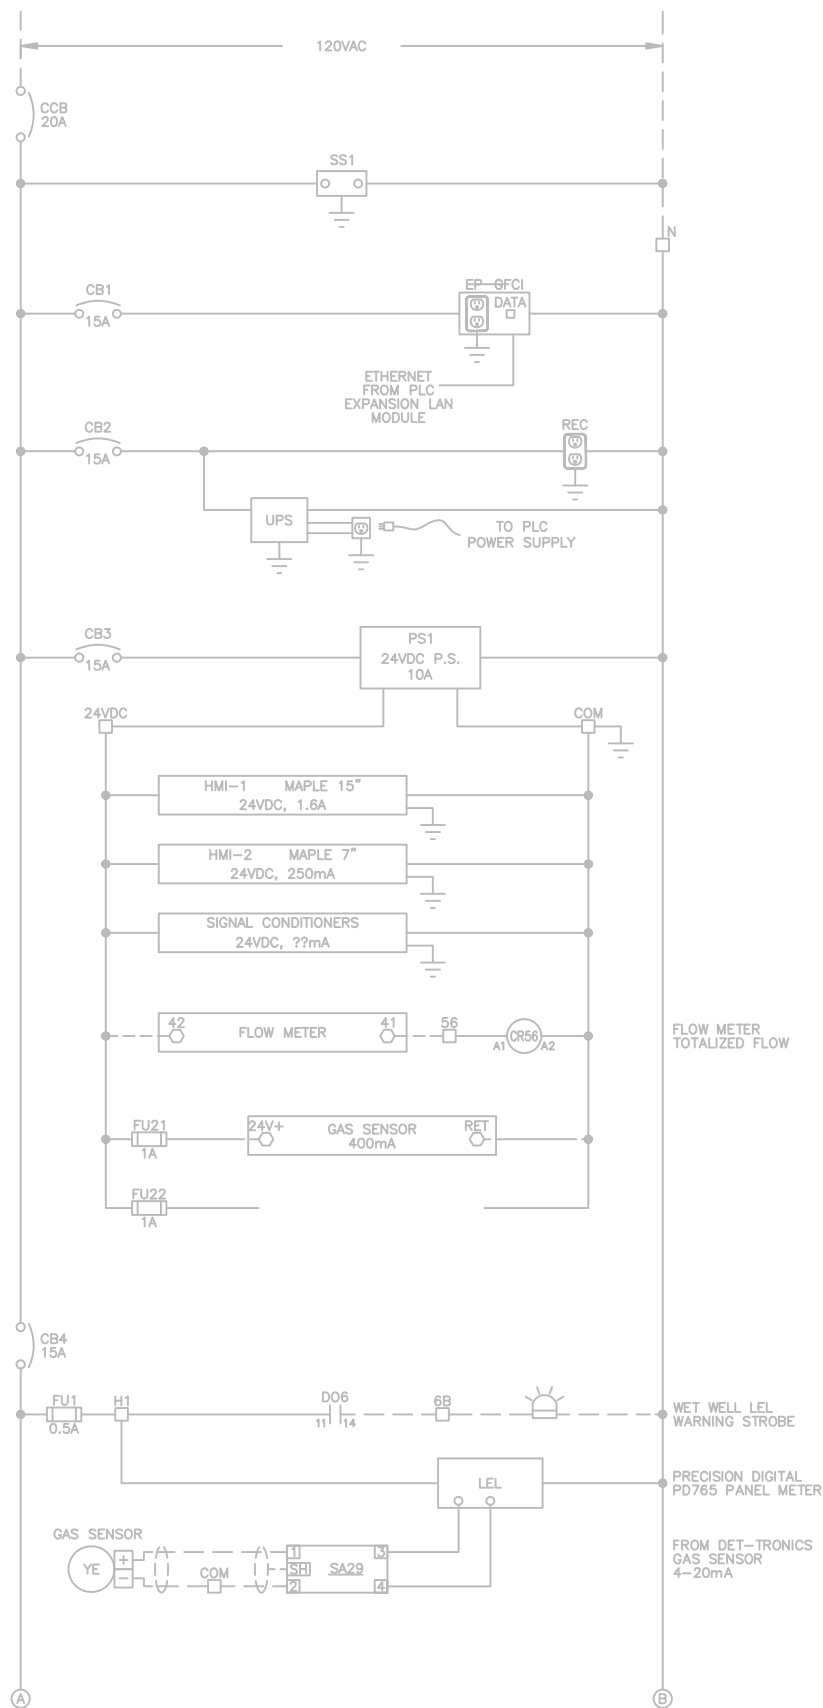 120VAC
CCB
20A
SS1
N
EP GFCI
CB1
DATA
15A
ETHERNET
FROM PLC
EXPANSION LAN
MODULE
CB2
REC
15A
UPS
TO PLC
POWER SUPPLY
CB3
PS1
15A
24VDC P.S.
10A
24VDC
COM
HMI-1 MAPLE 15"
24VDC, 1.6A
HMI-2 MAPLE 7"
24VDC, 250mA
SIGNAL CONDITIONERS
24VDC, ??mA
42
FLOW METER
41
56
CR56
A1
A2
FLOW METER
TOTALIZED FLOW
FU21
1A
24V+
GAS SENSOR
400mA
RET
FU22
1A
CB4
15A
FU1
0.5A
H1
DO6
11
14
6B
WET WELL LEL
WARNING STROBE
LEL
PRECISION DIGITAL
PD765 PANEL METER
GAS SENSOR
YE
+
-
COM
1
SH
2
SA29
3
4
FROM DET-TRONICS
GAS SENSOR
4-20mA
A
B